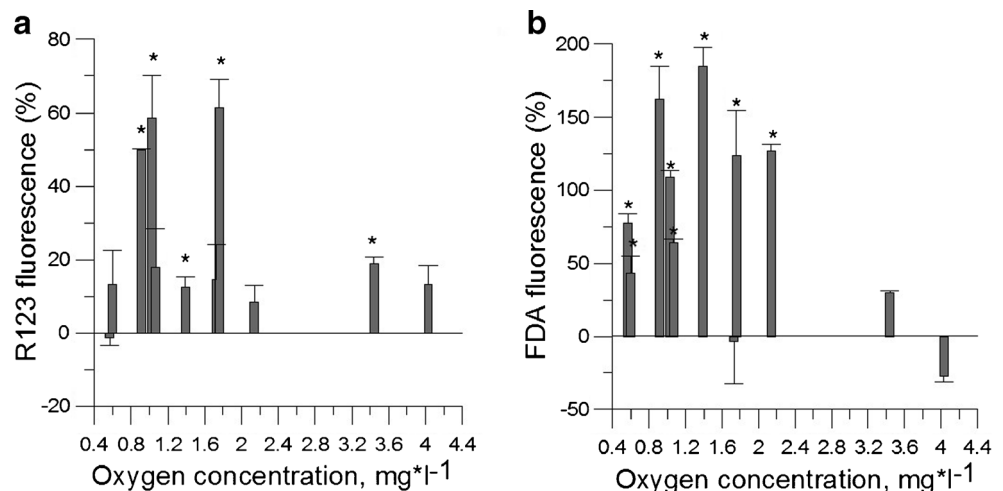 a
R123 fluorescence (%)
80
60
40
20
0
-20
* * * * *
0.4 0.8 1.2 1.6 2 2.4 2.8 3.2 3.6 4 4.4
Oxygen concentration, mg*l-1
b
FDA fluorescence (%)
200
150
100
50
0
-50
* * * * * * * *
0.4 0.8 1.2 1.6 2 2.4 2.8 3.2 3.6 4 4.4
Oxygen concentration, mg*l-1